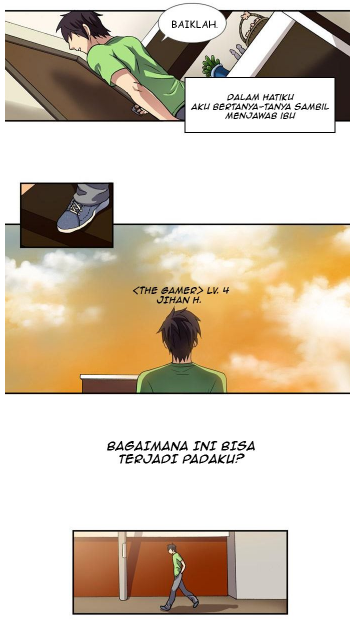 BAIKLAH.
DALAM HATIKU
AKU BERTANYA-TANYA SAMBIL
MENJAWAB IBU
<THE GAMER> LV. 4
JIHAN H.
BAGAIMANA INI BISA
TERJADI PADAKU?